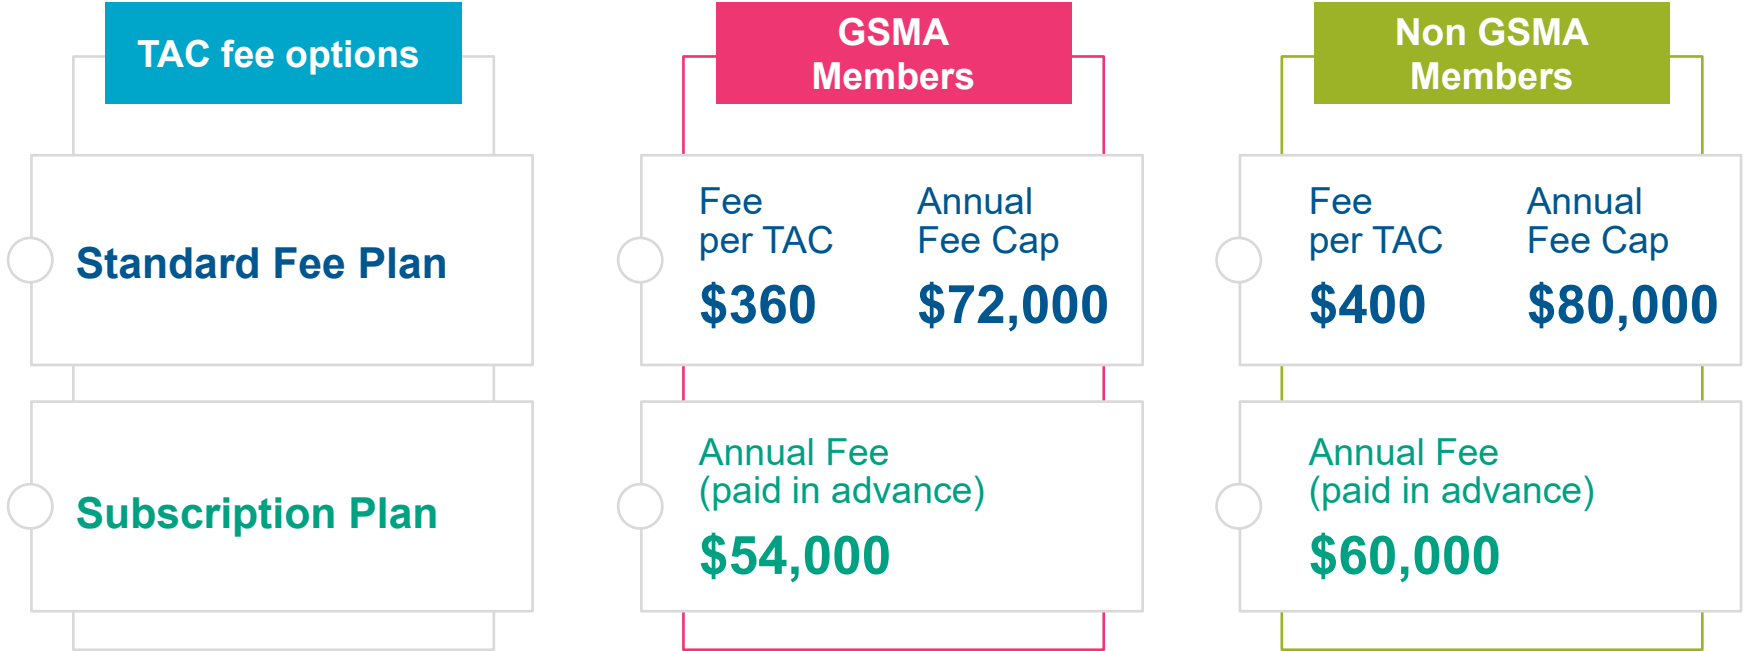 TAC fee options
GSMA
Members
Non GSMA
Members
Standard Fee Plan
Fee
per TAC
$360
Annual
Fee Cap
$72,000
Fee
per TAC
$400
Annual
Fee Cap
$80,000
Subscription Plan
Annual Fee
(paid in advance)
$54,000
Annual Fee
(paid in advance)
$60,000